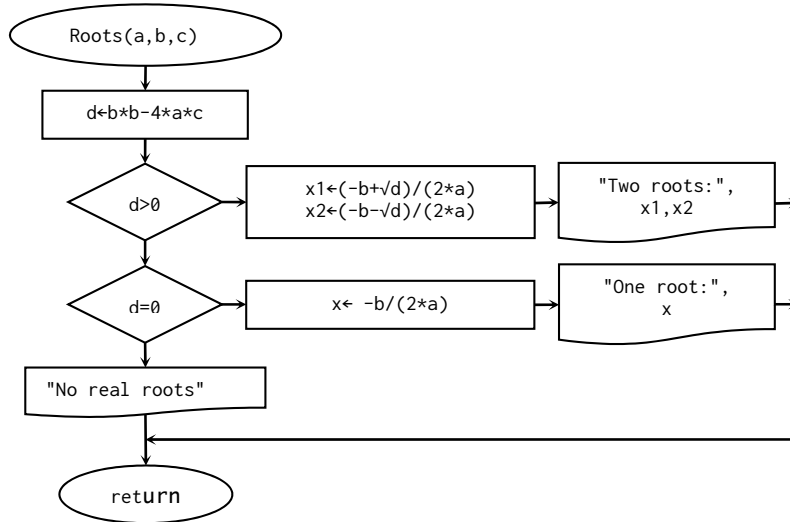 Roots(a,b,c)
d←b*b-4*a*c
d>0
x1←(-b+√d)/(2*a)
x2←(-b-√d)/(2*a)
"Two roots:",
x1,x2
d=0
x← -b/(2*a)
"One root:",
x
"No real roots"
return